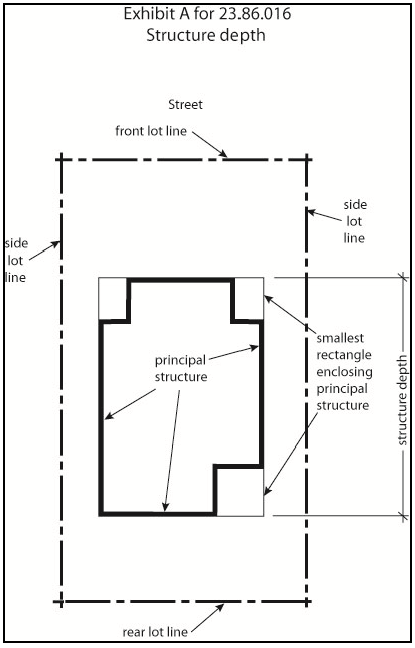 Exhibit A for 23.86.016
Structure depth
Street
front lot line
side
lot
line
side
lot
line
smallest
rectangle
enclosing
principal
structure
principal
structure
structure depth
rear lot line